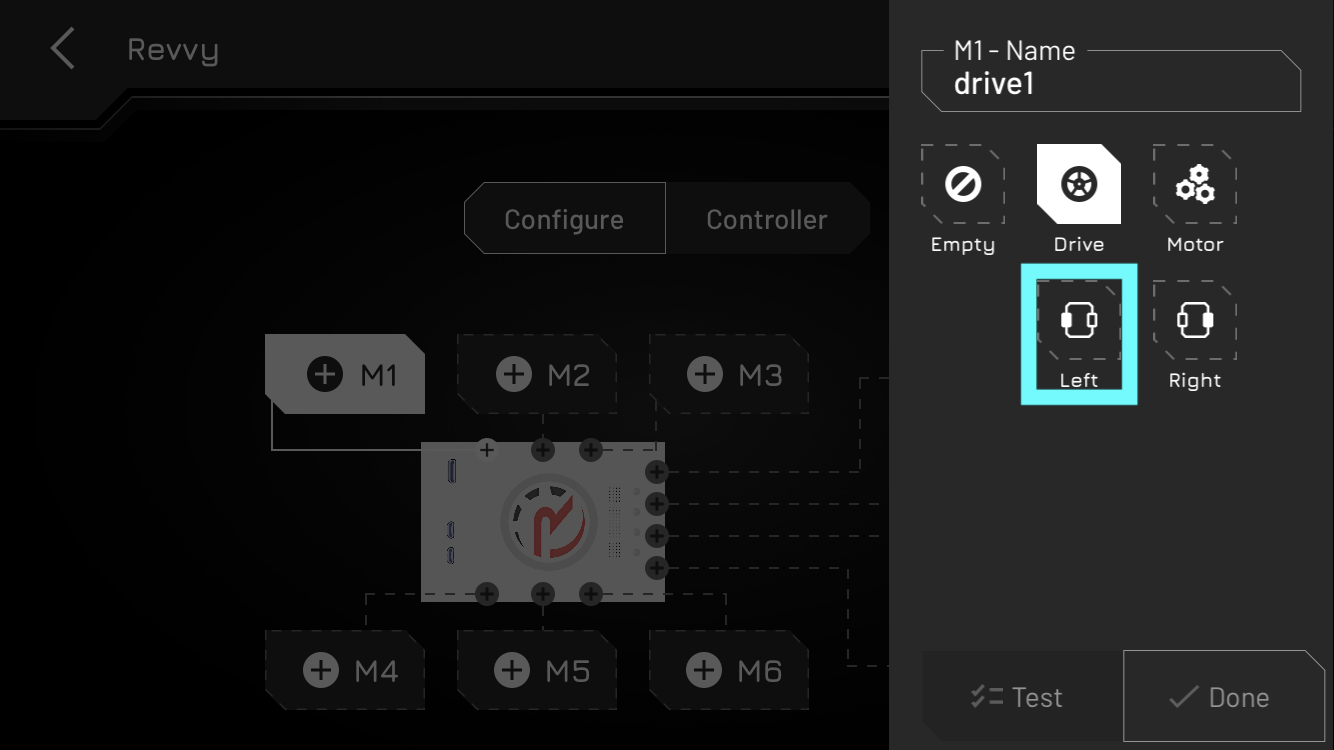 Revvy
M1 - Name
drive1
Empty
Drive
Motor
Configure
Controller
Left
Right
M1
M2
M3
M4
M5
M6
Test
Done